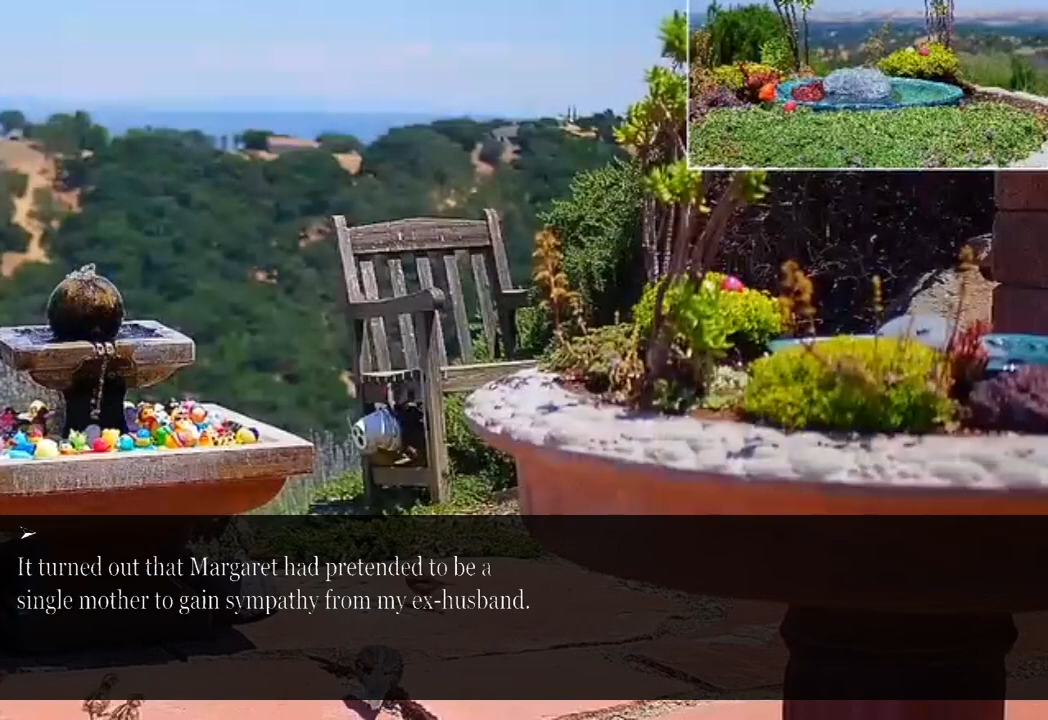 It turned out that Margaret had pretended to be a
single mother to gain sympathy from my ex-husband.